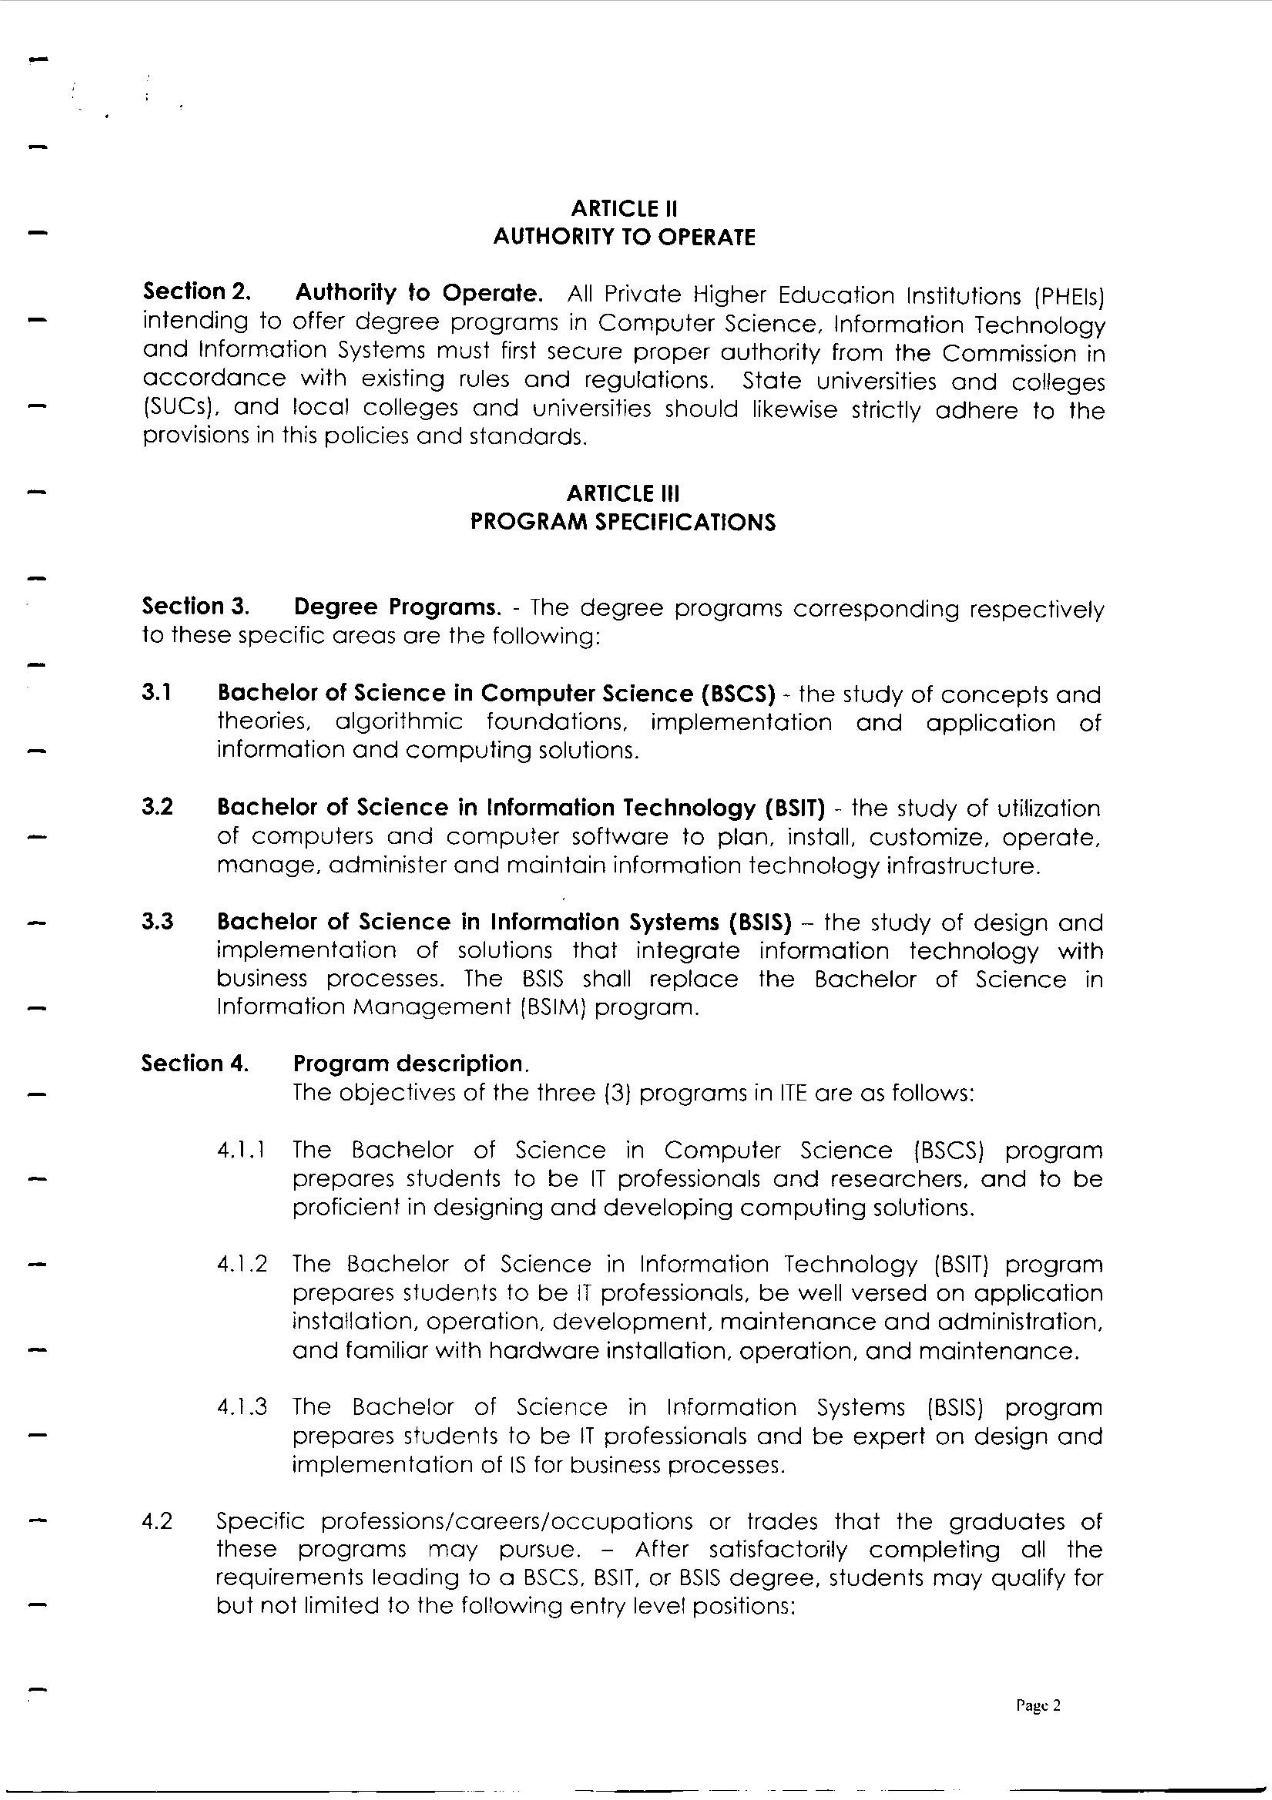 ARTICLE II
AUTHORITY TO OPERATE
Section 2. Authority to Operate. All Private Higher Education Institutions (PHEIs)
intending to offer degree programs in Computer Science, Information Technology
and Information Systems must first secure proper authority from the Commission in
accordance with existing rules and regulations. State universities and colleges
(SUCs), and local colleges and universities should likewise strictly adhere to the
provisions in this policies and standards.
ARTICLE III
PROGRAM SPECIFICATIONS
Section 3. Degree Programs. - The degree programs corresponding respectively
to these specific areas are the following:
3.1 Bachelor of Science in Computer Science (BSCS) - the study of concepts and
theories, algorithmic foundations, implementation and application of
information and computing solutions.
3.2 Bachelor of Science in Information Technology (BSIT) - the study of utilization
of computers and computer software to plan, install, customize, operate,
manage, administer and maintain information technology infrastructure.
3.3 Bachelor of Science in Information Systems (BSIS) – the study of design and
implementation of solutions that integrate information technology with
business processes. The BSIS shall replace the Bachelor of Science in
Information Management (BSIM) program.
Section 4. Program description.
The objectives of the three (3) programs in ITE are as follows:
4.1.1 The Bachelor of Science in Computer Science (BSCS) program
prepares students to be IT professionals and researchers, and to be
proficient in designing and developing computing solutions.
4.1.2 The Bachelor of Science in Information Technology (BSIT) program
prepares students to be IT professionals, be well versed on application
installation, operation, development, maintenance and administration,
and familiar with hardware installation, operation, and maintenance.
4.1.3 The Bachelor of Science in Information Systems (BSIS) program
prepares students to be IT professionals and be expert on design and
implementation of IS for business processes.
4.2 Specific professions/careers/occupations or trades that the graduates of
these programs may pursue. – After satisfactorily completing all the
requirements leading to a BSCS, BSIT, or BSIS degree, students may qualify for
but not limited to the following entry level positions:
Page 2